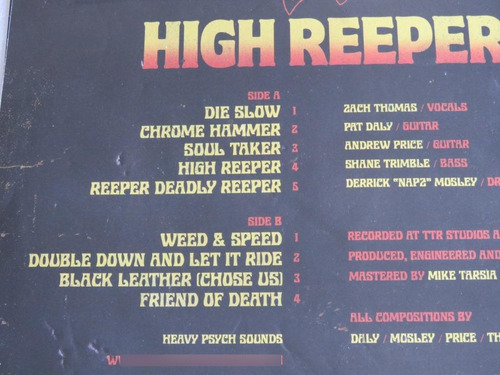 HIGH REEPER
SIDE A
DIE SLOW 1
CHROME HAMMER 2
SOUL TAKER 3
HIGH REEPER 4
REEPER DEADLY REEPER 5
ZACH THOMAS / VOCALS
PAT DALY / GUITAR
ANDREW PRICE / GUITAR
SHANE TRIMBLE / BASS
DERRICK "NAPZ" MOSLEY / DR
SIDE B
WEED & SPEED 1
DOUBLE DOWN AND LET IT RIDE 2
BLACK LEATHER (CHOSE US) 3
FRIEND OF DEATH 4
RECORDED AT TTR STUDIOS A
PRODUCED, ENGINEERED AND
MASTERED BY MIKE TARSIA
HEAVY PSYCH SOUNDS
ALL COMPOSITIONS BY
DALY / MOSLEY / PRICE / TH